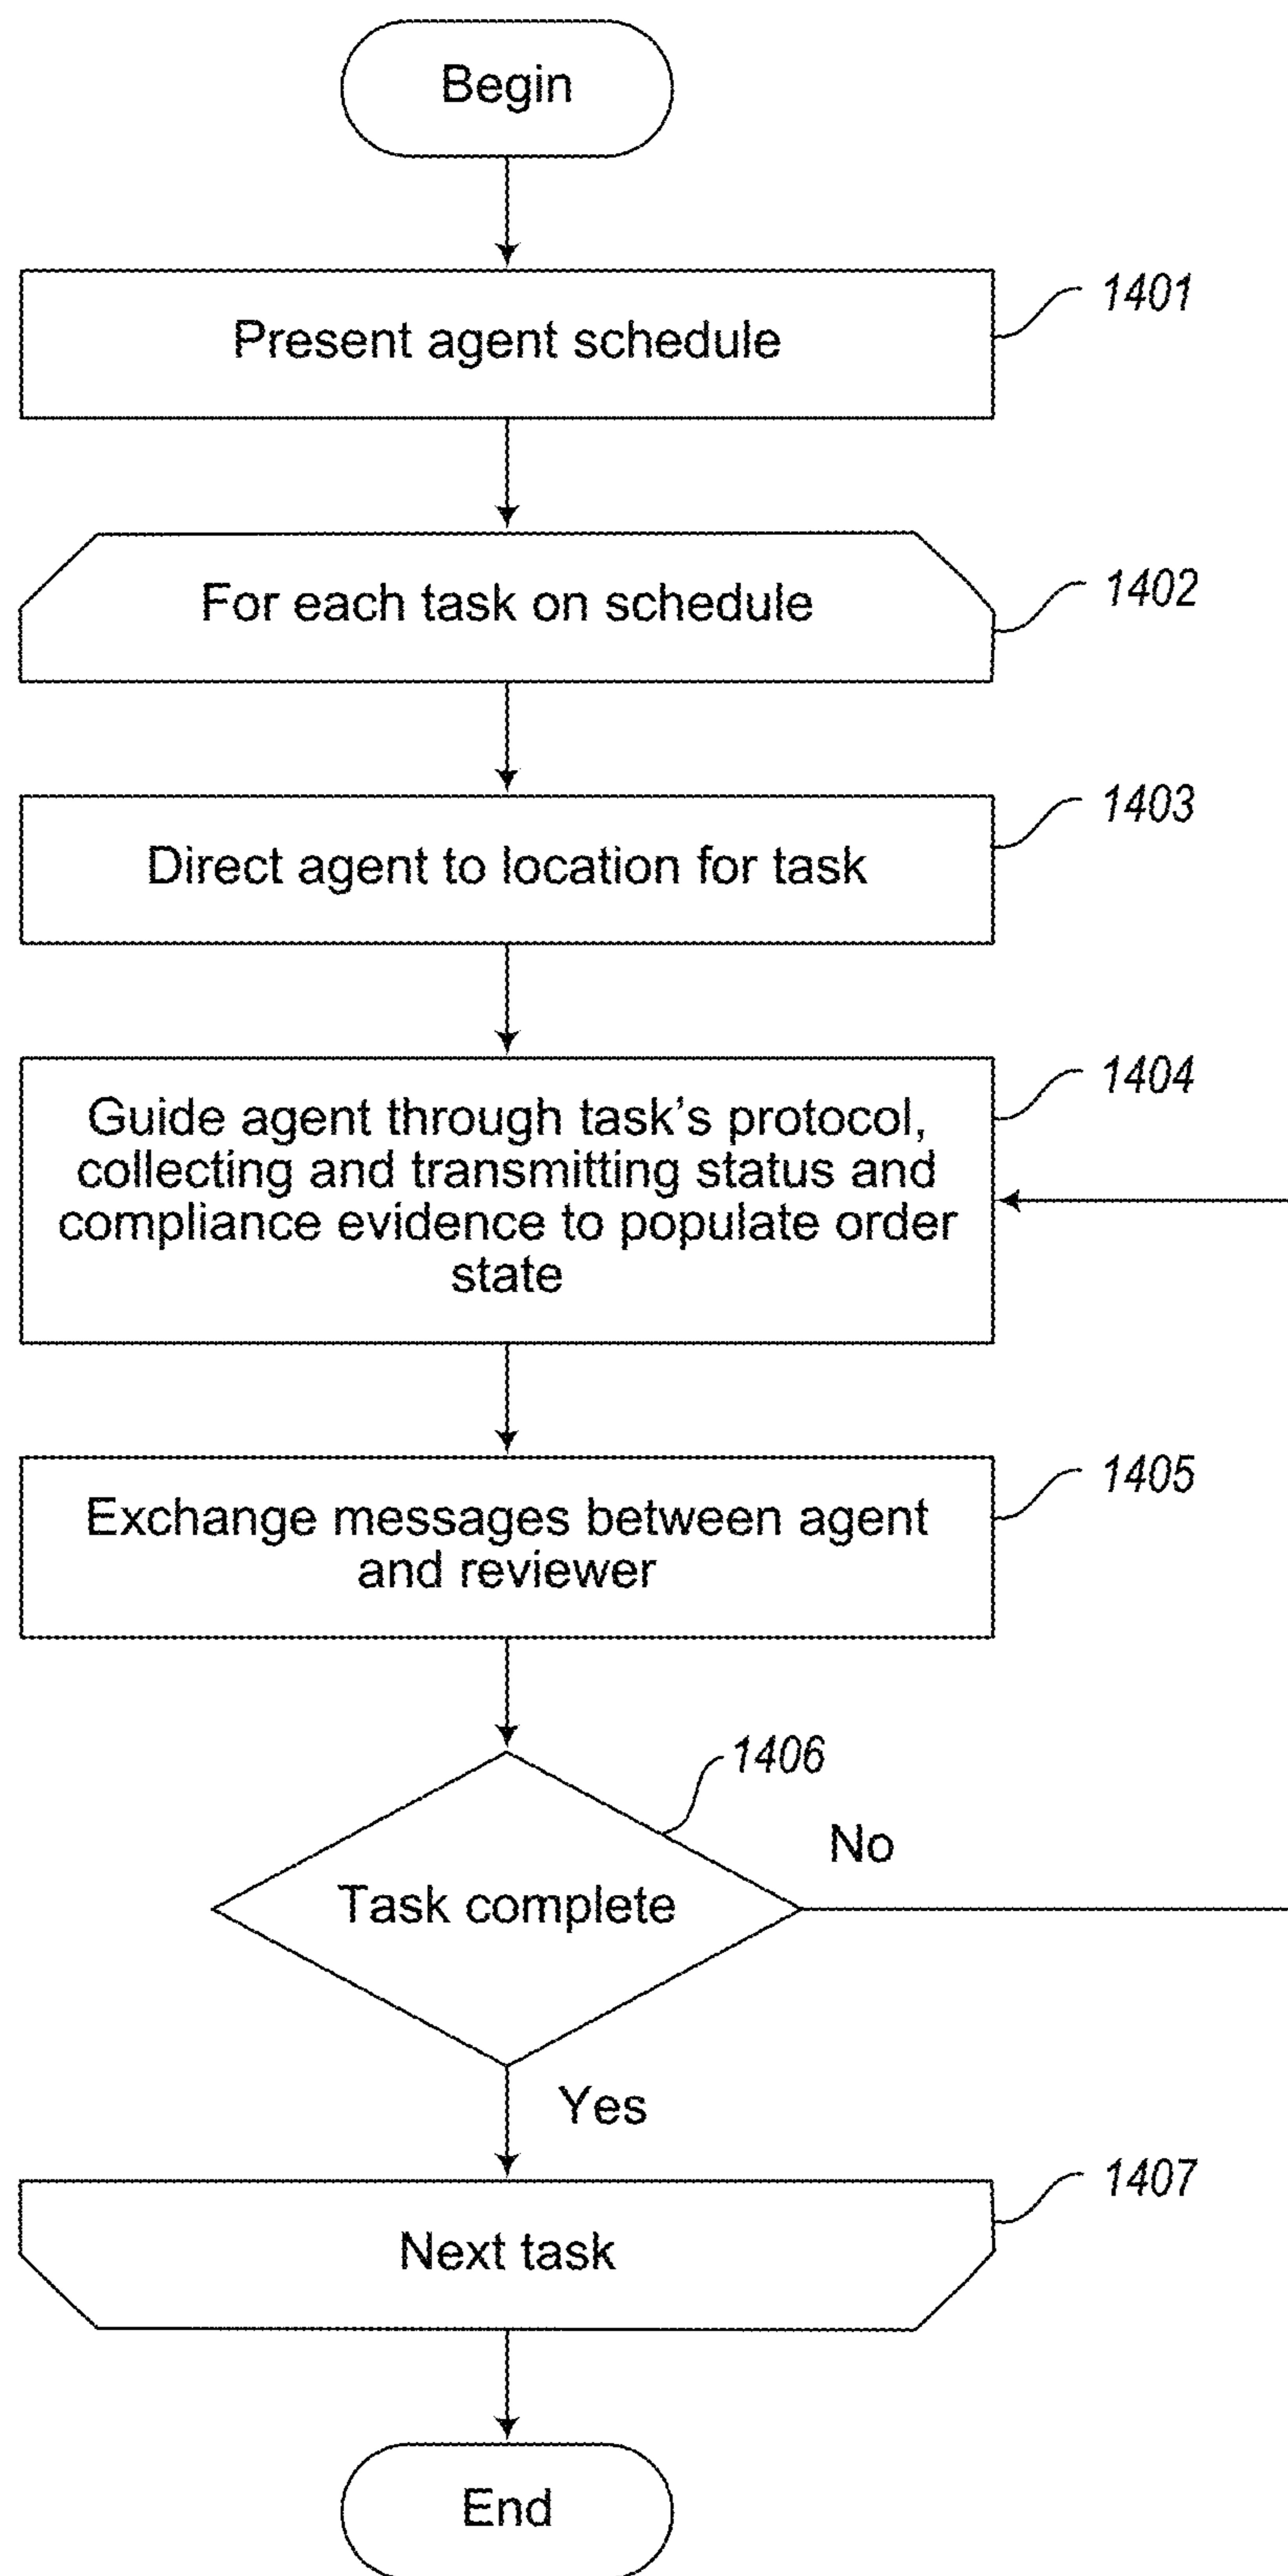 Begin
1401
Present agent schedule
1402
For each task on schedule
1403
Direct agent to location for task
1404
Guide agent through task’s protocol,
collecting and transmitting status and
compliance evidence to populate order
state
1405
Exchange messages between agent
and reviewer
1406
No
Task complete
Yes
1407
Next task
End